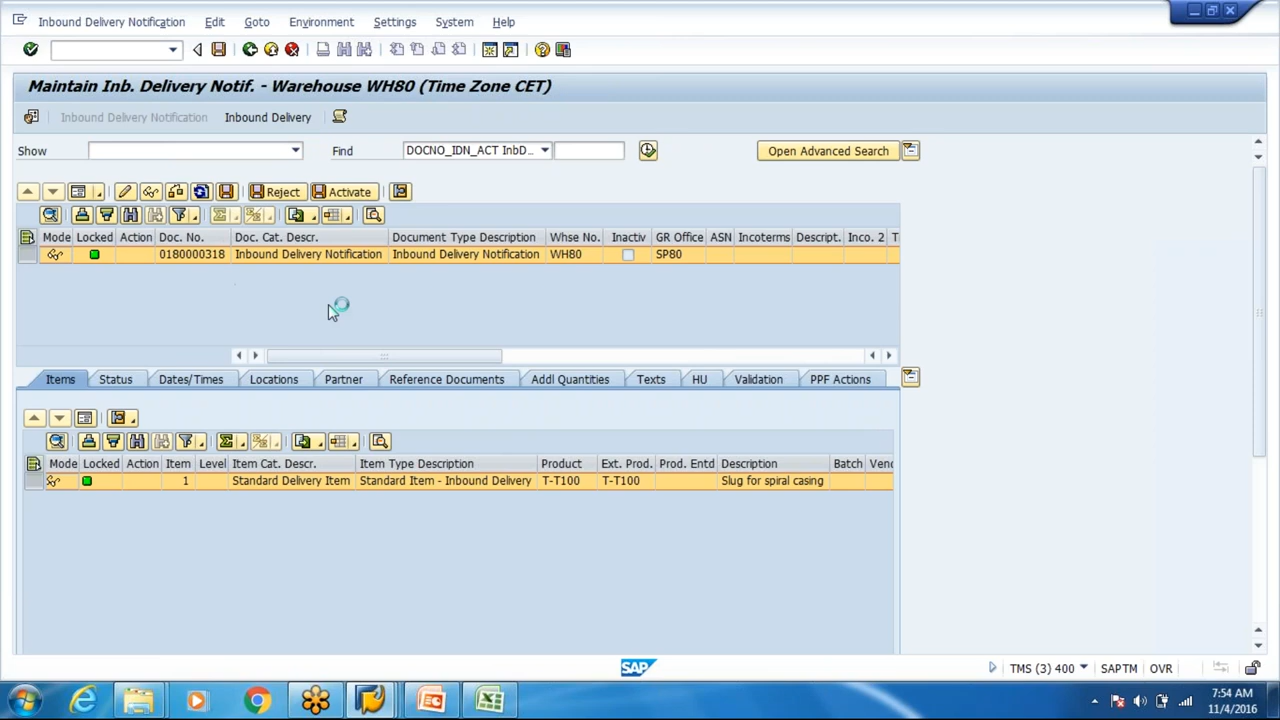 Inbound Delivery Notification Edit Goto Environment Settings System Help
Maintain Inb. Delivery Notif. - Warehouse WH80 (Time Zone CET)
Inbound Delivery Notification Inbound Delivery
Show Find DOCNO_IDN_ACT InbD... Open Advanced Search
Reject Activate
Mode Locked Action Doc. No. Doc. Cat. Descr. Document Type Description Whse No. Inactiv GR Office ASN Incoterms Descript. Inco. 2
0180000318 Inbound Delivery Notification Inbound Delivery Notification WH80 SP80
Items Status Dates/Times Locations Partner Reference Documents Addl Quantities Texts HU Validation PPF Actions
Mode Locked Action Item Level Item Cat. Descr. Item Type Description Product Ext. Prod. Prod. Entd Description Batch
1 Standard Delivery Item Standard Item - Inbound Delivery T-T100 T-T100 Slug for spiral casing
SAP TMS (3) 400 SAPTM OVR
7:54 AM
11/4/2016